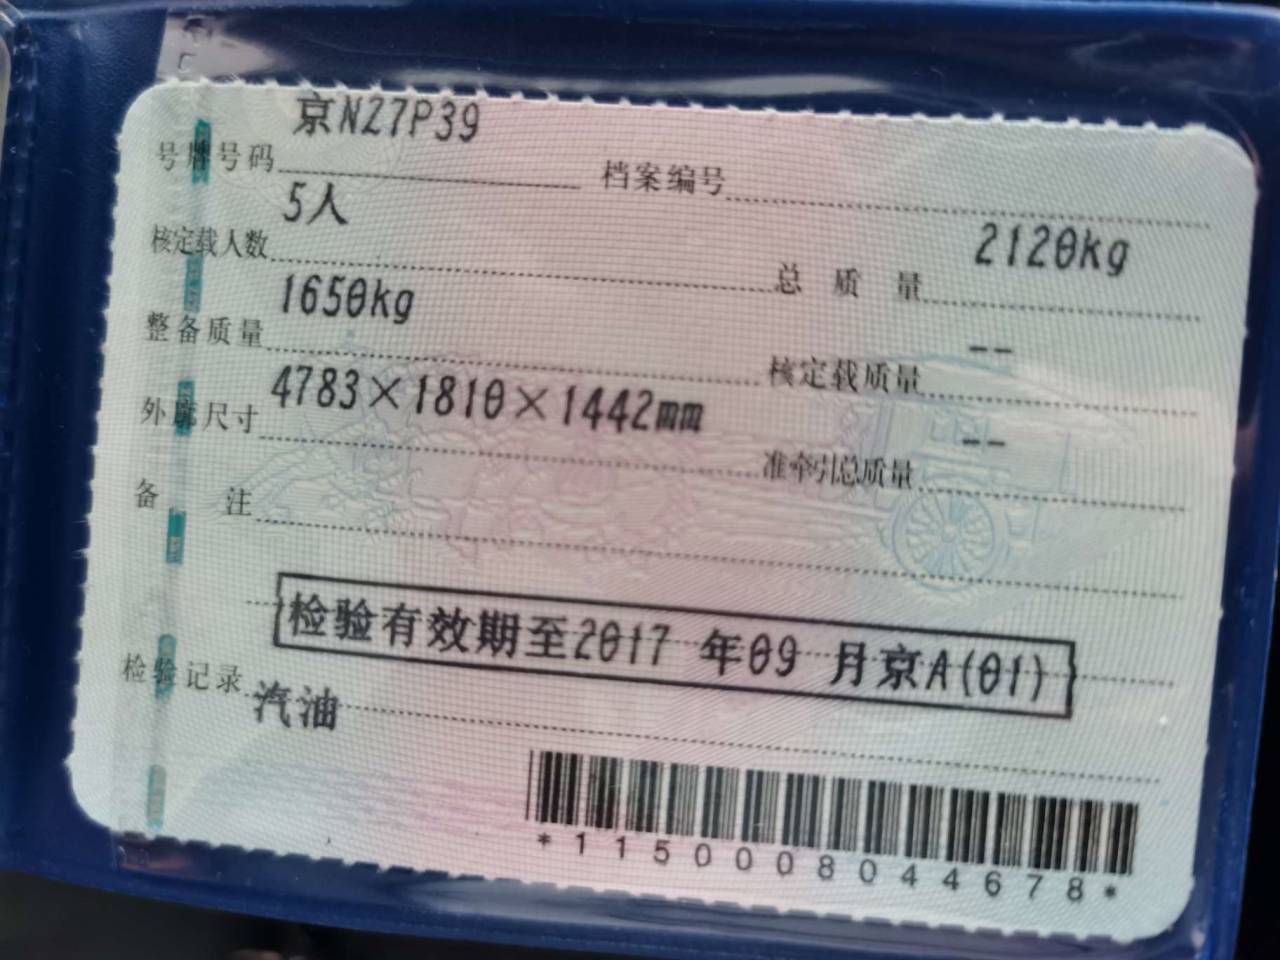 号牌号码 京NZ7P39 档案编号
核定载人数 5人 总质量 2120kg
整备质量 1650kg 核定载质量 --
外廓尺寸 4783×1810×1442mm 准牵引总质量 --
备注
检验有效期至2017 年09 月京A(01)
检验记录
汽油
*1150008044678*